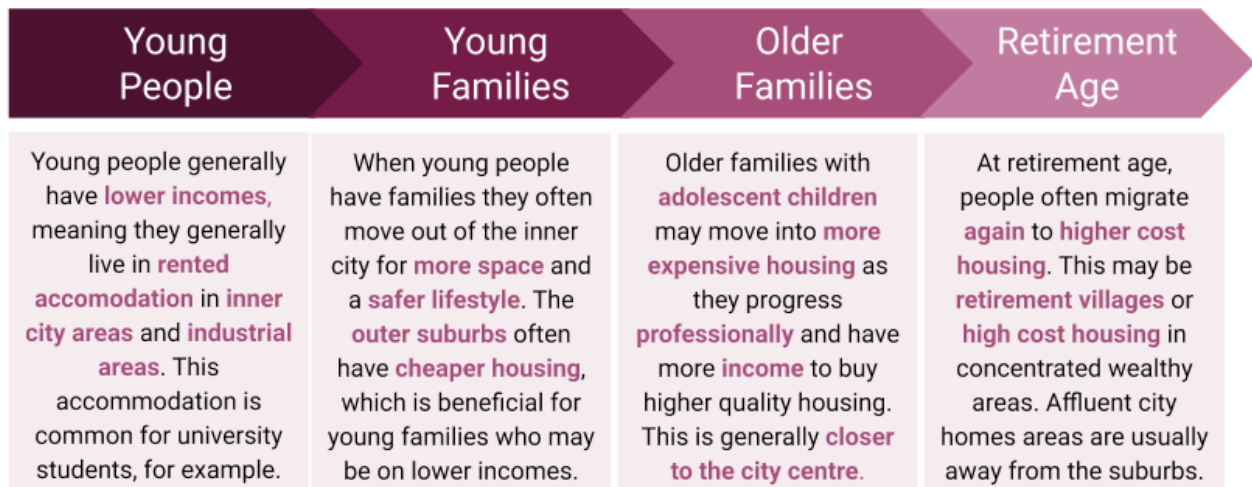 Young
People
Young
Families
Older
Families
Retirement
Age
Young people generally
have lower incomes,
meaning they generally
live in rented
accomodation in inner
city areas and industrial
areas. This
accommodation is
common for university
students, for example.
When young people
have families they often
move out of the inner
city for more space and
a safer lifestyle. The
outer suburbs often
have cheaper housing,
which is beneficial for
young families who may
be on lower incomes.
Older families with
adolescent children
may move into more
expensive housing as
they progress
professionally and have
more income to buy
higher quality housing.
This is generally closer
to the city centre.
At retirement age,
people often migrate
again to higher cost
housing. This may be
retirement villages or
high cost housing in
concentrated wealthy
areas. Affluent city
homes areas are usually
away from the suburbs.